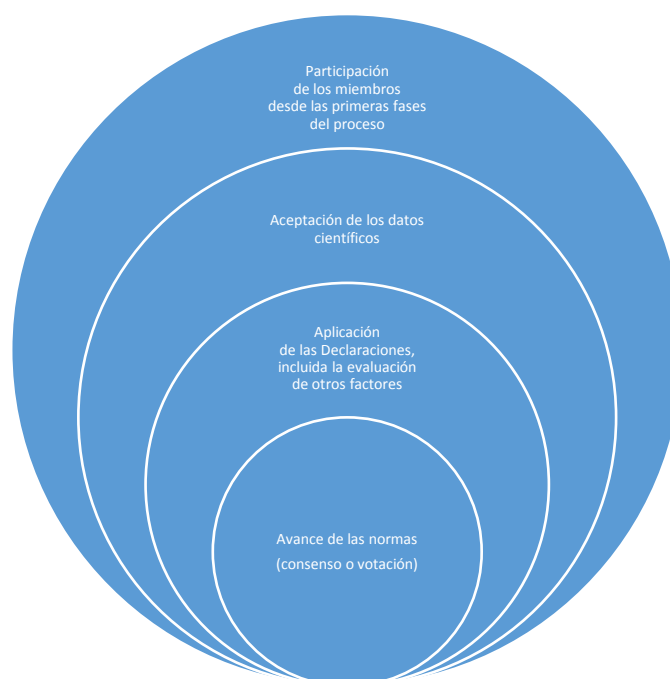 Participación
de los miembros
desde las primeras fases
del proceso
Aceptación de los datos
científicos
Aplicación
de las Declaraciones,
incluida la evaluación
de otros factores
Avance de las normas
(consenso o votación)